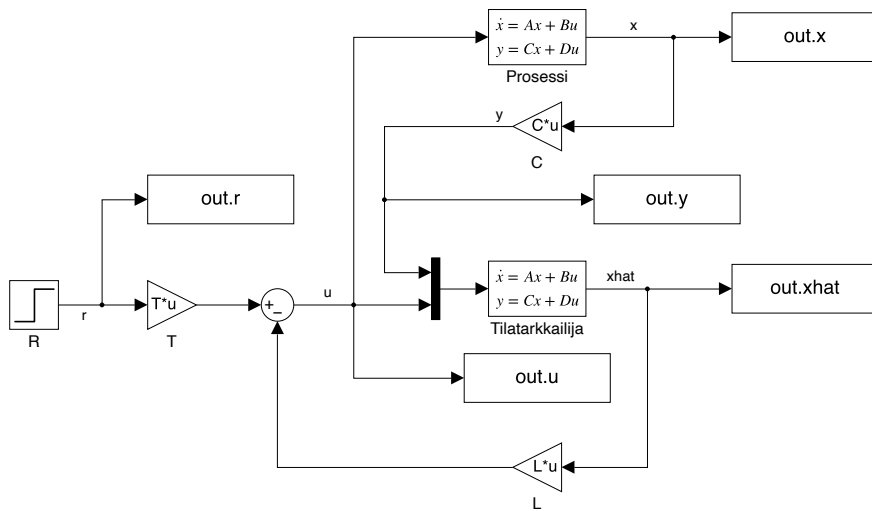 ẋ = Ax + Bu
y = Cx + Du
Prosessi
x
out.x
y
C*u
C
out.r
out.y
R
r
T*u
T
+
−
u
ẋ = Ax + Bu
y = Cx + Du
Tilatarkkailija
xhat
out.xhat
out.u
L*u
L